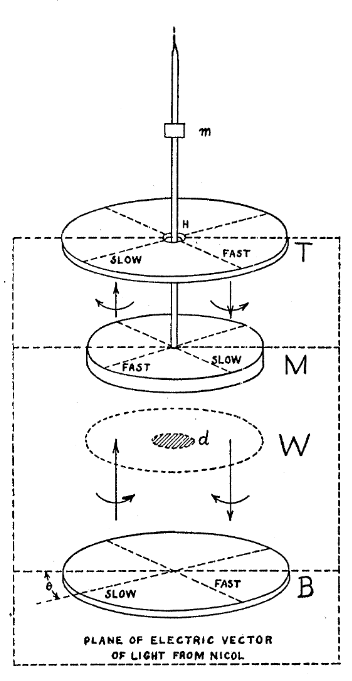 m
H
SLOW FAST T
FAST SLOW M
d W
θ SLOW FAST B
PLANE OF ELECTRIC VECTOR
OF LIGHT FROM NICOL